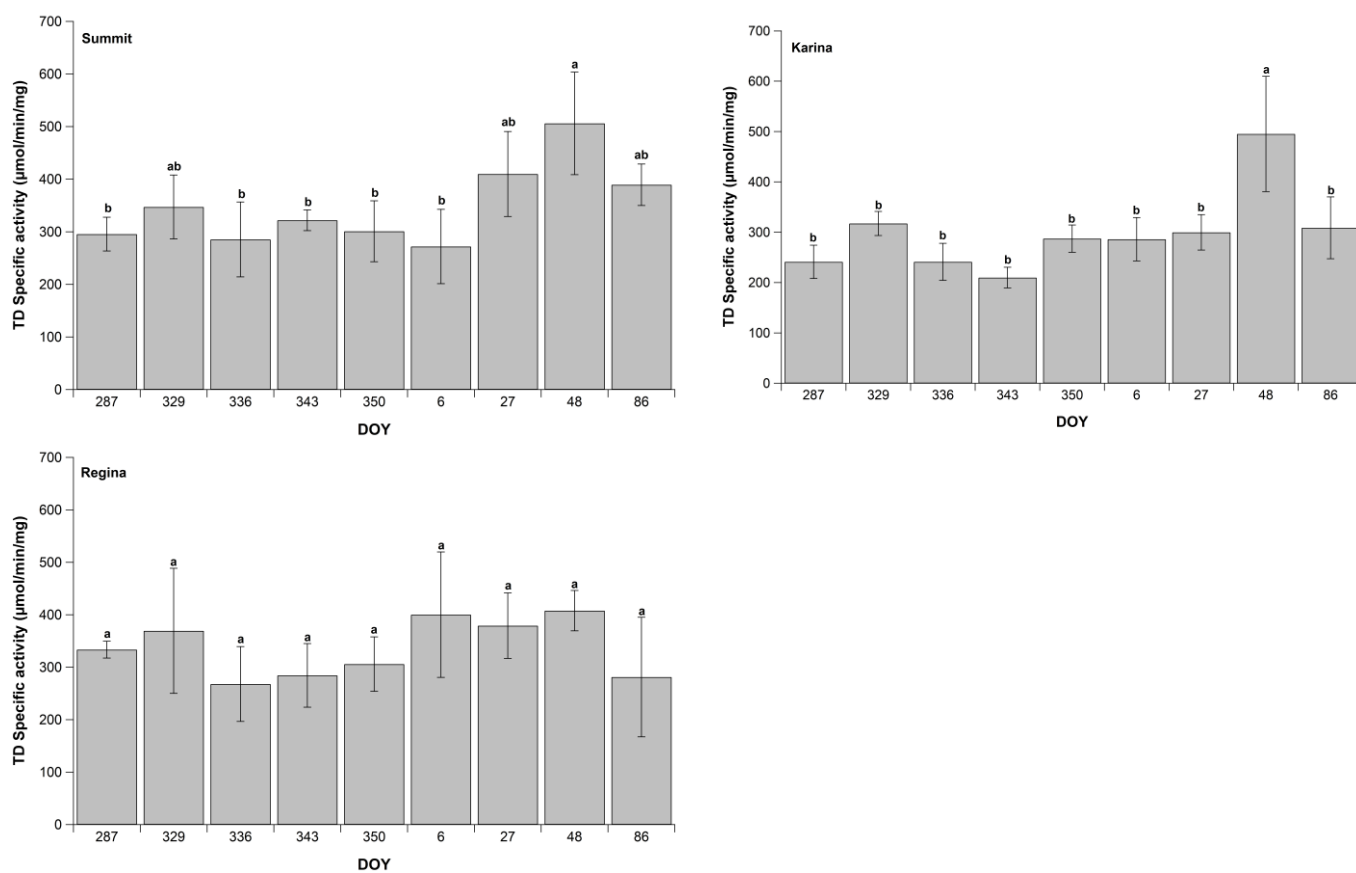 Summit
TD Specific activity (µmol/min/mg)
700
600
500
400
300
200
100
0
b
ab
b
b
b
b
ab
a
ab
287 329 336 343 350 6 27 48 86
DOY
Karina
TD Specific activity (µmol/min/mg)
700
600
500
400
300
200
100
0
b
b
b
b
b
b
b
a
b
287 329 336 343 350 6 27 48 86
DOY
Regina
TD Specific activity (µmol/min/mg)
700
600
500
400
300
200
100
0
a
a
a
a
a
a
a
a
a
287 329 336 343 350 6 27 48 86
DOY